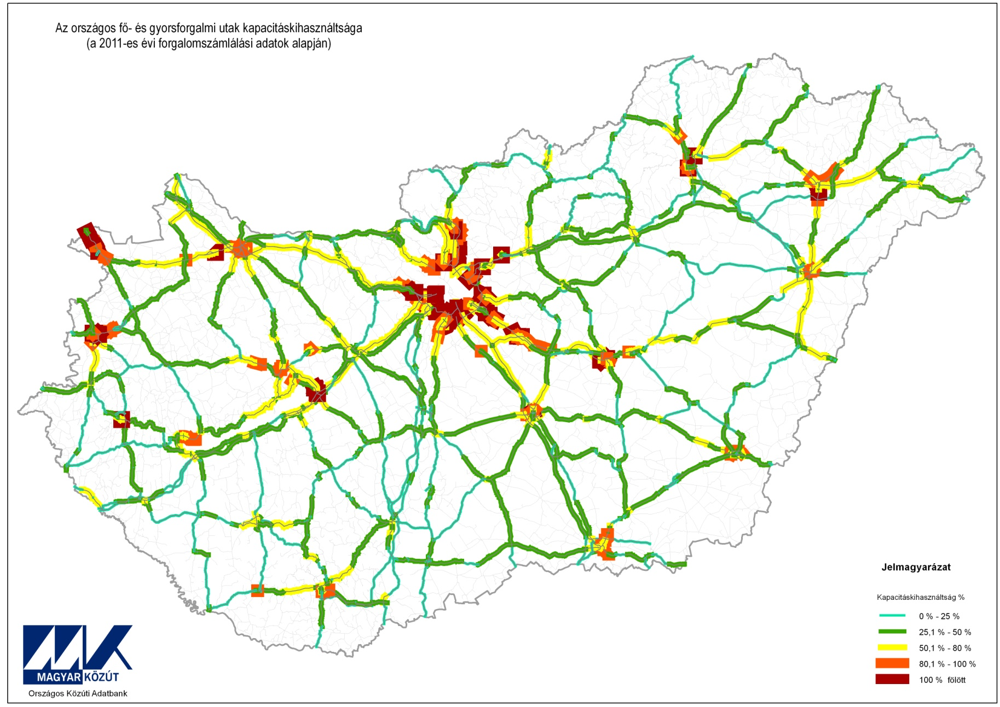 Az országos fő- és gyorsforgalmi utak kapacitáskihasználtsága
(a 2011-es évi forgalomszámlálási adatok alapján)
Jelmagyarázat
Kapacitáskihasználtság %
0 % - 25 %
25,1 % - 50 %
50,1 % - 80 %
80,1 % - 100 %
100 % fölött
MAGYAR KÖZÚT
Országos Közúti Adatbank